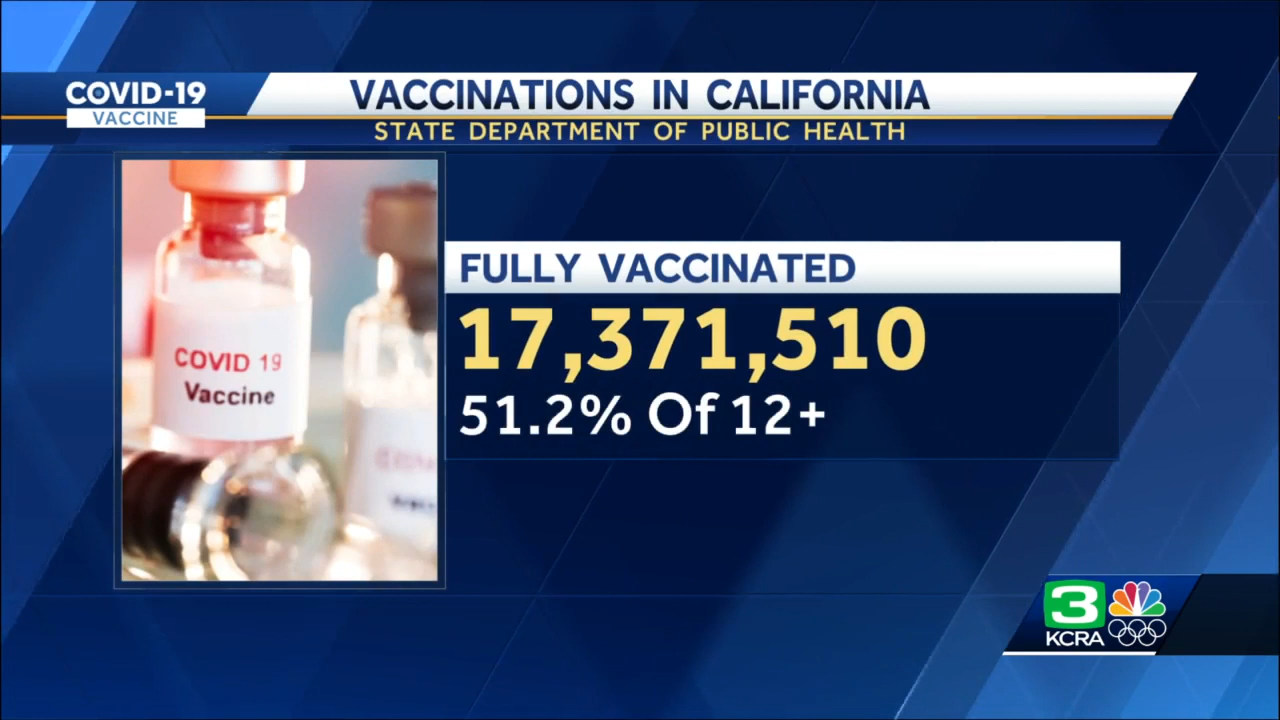 COVID-19
VACCINE
VACCINATIONS IN CALIFORNIA
STATE DEPARTMENT OF PUBLIC HEALTH
COVID 19
Vaccine
FULLY VACCINATED
17,371,510
51.2% Of 12+
3
KCRA